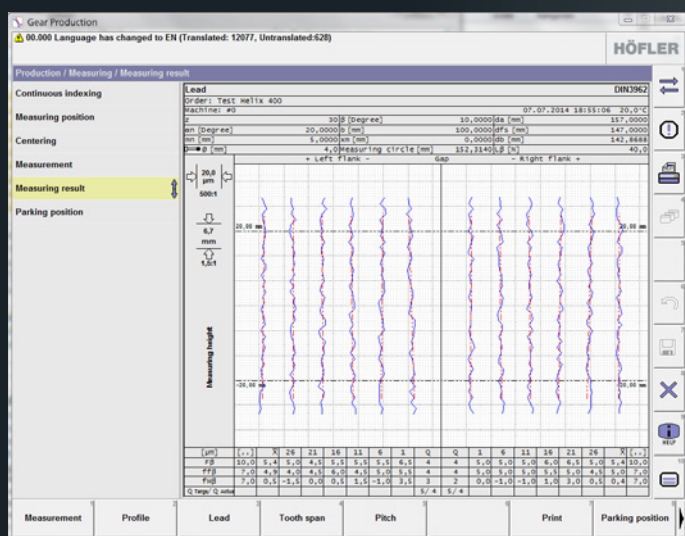 Gear Production
00.000 Language has changed to EN (Translated: 12077, Untranslated:628)
HÖFLER
Production / Measuring / Measuring result
Continuous indexing
Measuring position
Centering
Measurement
Measuring result
Parking position
Lead DIN3962
Order: Test Helix 400
Machine: #0 07.07.2014 18:55:06 20,0°C
z 30 β [Degree] 10,0000 da [mm] 157,0000
αn [Degree] 20,0000 b [mm] 100,0000 dfs [mm] 147,0000
mn [mm] 5,0000 xm [mm] 0,0000 db [mm] 142,8688
ø [mm] 4,0 Measuring circle [mm] 152,3140 Lβ [%] 40,0
+ Left flank - Gap - Right flank +
20,0
µm
500:1
6,7
mm
1,5:1
Measuring height
20,00 mm 20,00 mm
-20,00 mm -20,00 mm
[µm] [..] x̄ 26 21 16 11 6 1 Q Q 1 6 11 16 21 26 x̄ [..]
Fβ 10,0 5,4 5,0 4,5 5,5 5,5 5,5 6,5 4 4 5,0 5,0 5,0 6,0 6,5 5,0 5,4 10,0
ffβ 7,0 4,9 4,0 4,5 6,0 4,5 5,0 5,5 4 4 5,0 5,5 5,0 5,5 4,5 5,0 5,0 7,0
fHβ 7,0 0,5 -1,5 0,0 0,5 1,5 -1,0 3,5 3 2 0,0 -1,0 -1,0 1,0 3,0 0,5 0,4 7,0
Q Target/ Q Actual 5/ 4 5/ 4
HELP
Measurement
Profile
Lead
Tooth span
Pitch
Print
Parking position